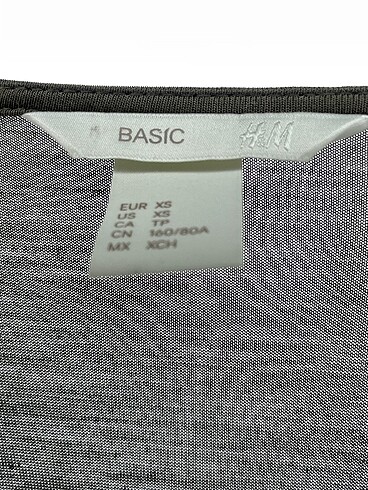 BASIC H&M
EUR XS
US XS
CA TP
CN 160/80A
MX XCH